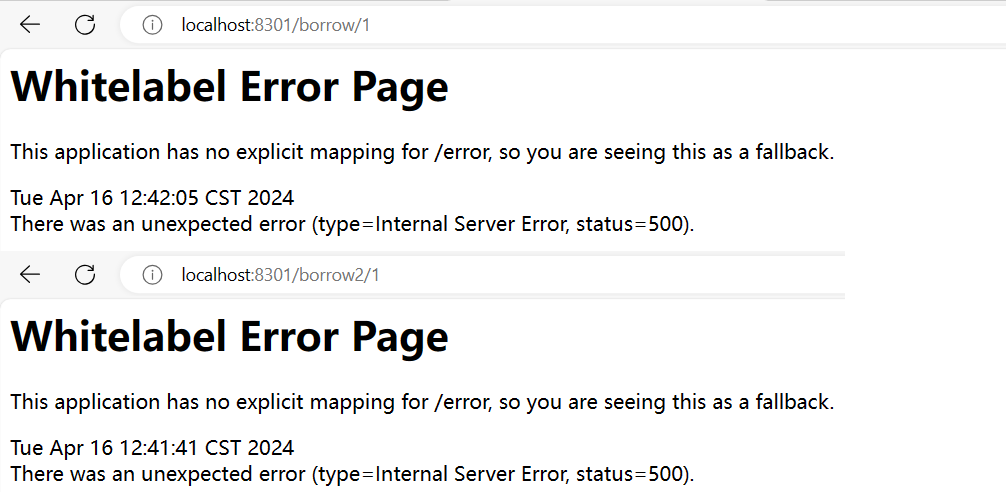 localhost:8301/borrow/1
Whitelabel Error Page
This application has no explicit mapping for /error, so you are seeing this as a fallback.
Tue Apr 16 12:42:05 CST 2024
There was an unexpected error (type=Internal Server Error, status=500).
localhost:8301/borrow2/1
Whitelabel Error Page
This application has no explicit mapping for /error, so you are seeing this as a fallback.
Tue Apr 16 12:41:41 CST 2024
There was an unexpected error (type=Internal Server Error, status=500).